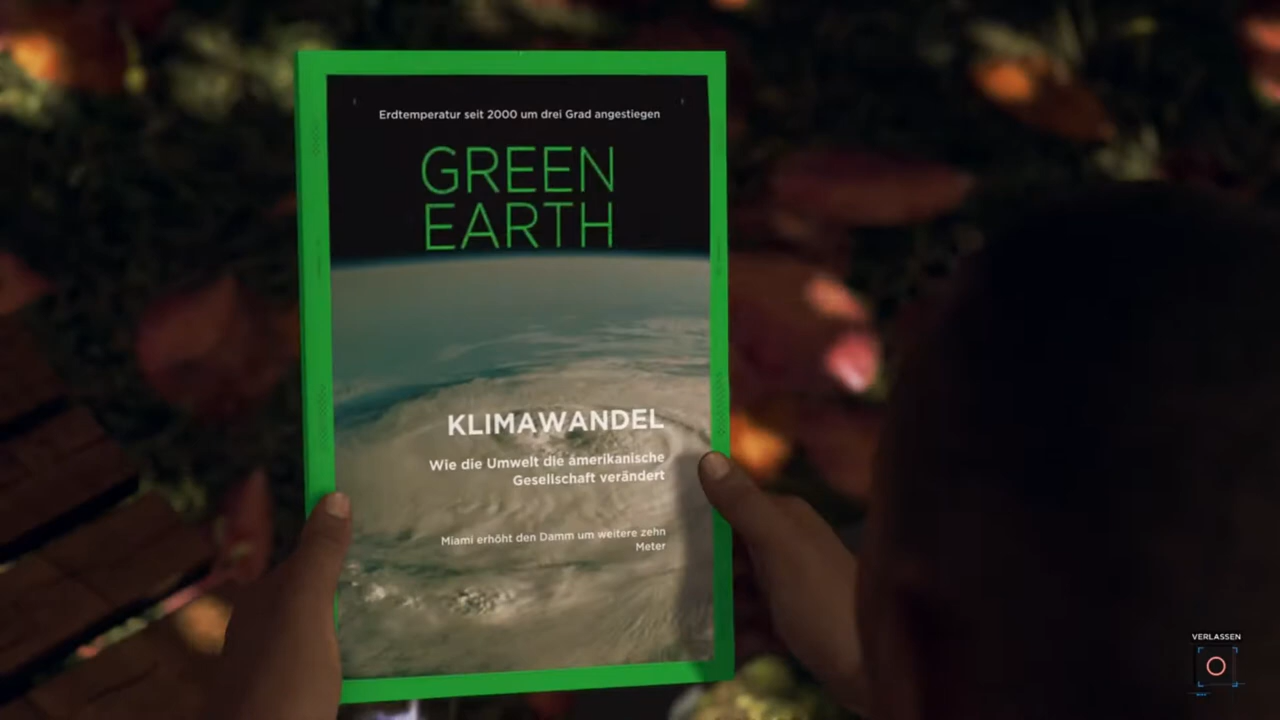 Erdtemperatur seit 2000 um drei Grad angestiegen
GREEN
EARTH
KLIMAWANDEL
Wie die Umwelt die amerikanische
Gesellschaft verändert
Miami erhöht den Damm um weitere zehn
Meter
VERLASSEN